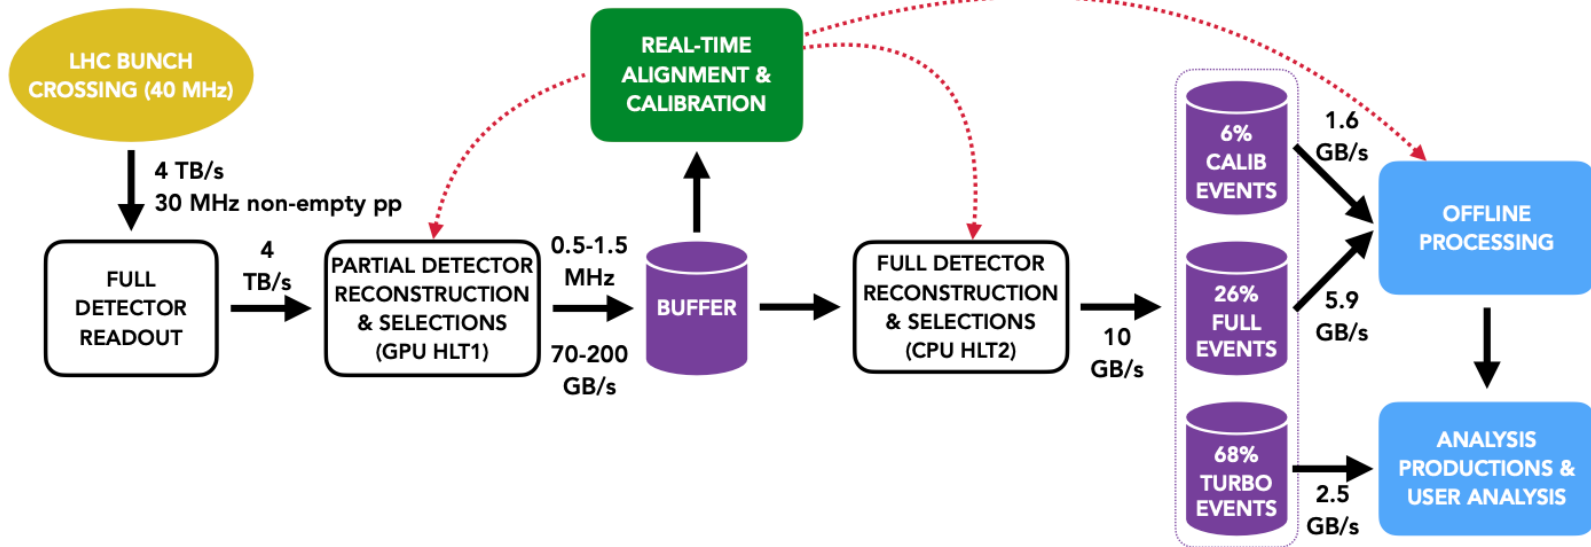 LHC BUNCH
CROSSING (40 MHz)
4 TB/s
30 MHz non-empty pp
FULL
DETECTOR
READOUT
4
TB/s
PARTIAL DETECTOR
RECONSTRUCTION
& SELECTIONS
(GPU HLT1)
0.5-1.5
MHz
70-200
GB/s
BUFFER
REAL-TIME
ALIGNMENT &
CALIBRATION
FULL DETECTOR
RECONSTRUCTION
& SELECTIONS
(CPU HLT2)
10
GB/s
6%
CALIB
EVENTS
1.6
GB/s
26%
FULL
EVENTS
5.9
GB/s
68%
TURBO
EVENTS
2.5
GB/s
OFFLINE
PROCESSING
ANALYSIS
PRODUCTIONS &
USER ANALYSIS